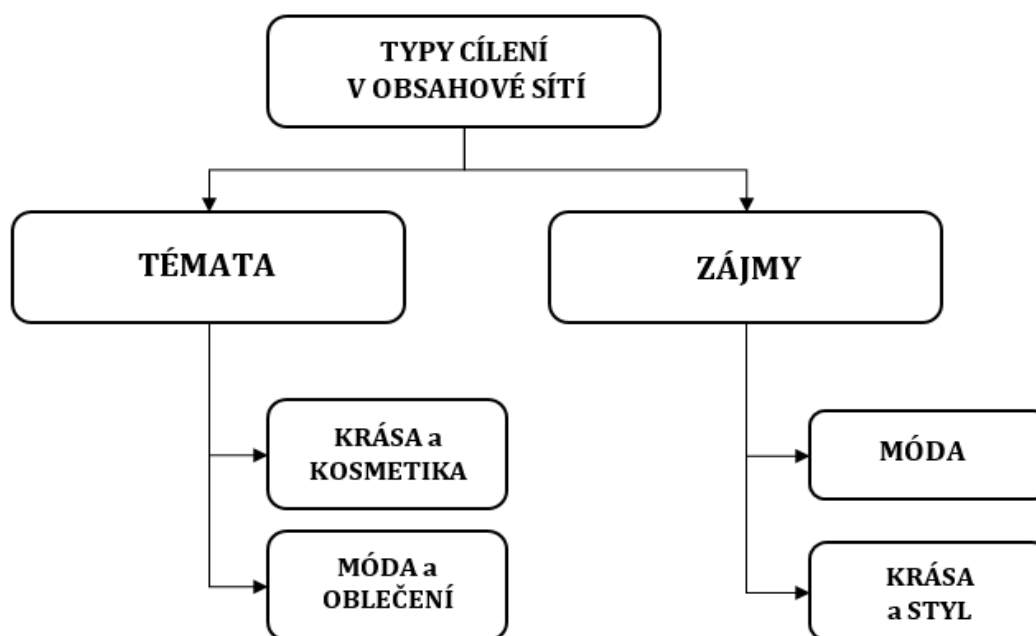 TYPY CÍLENÍ
V OBSAHOVÉ SÍTÍ
TÉMATA
ZÁJMY
KRÁSA a
KOSMETIKA
MÓDA
MÓDA a
OBLEČENÍ
KRÁSA
a STYL